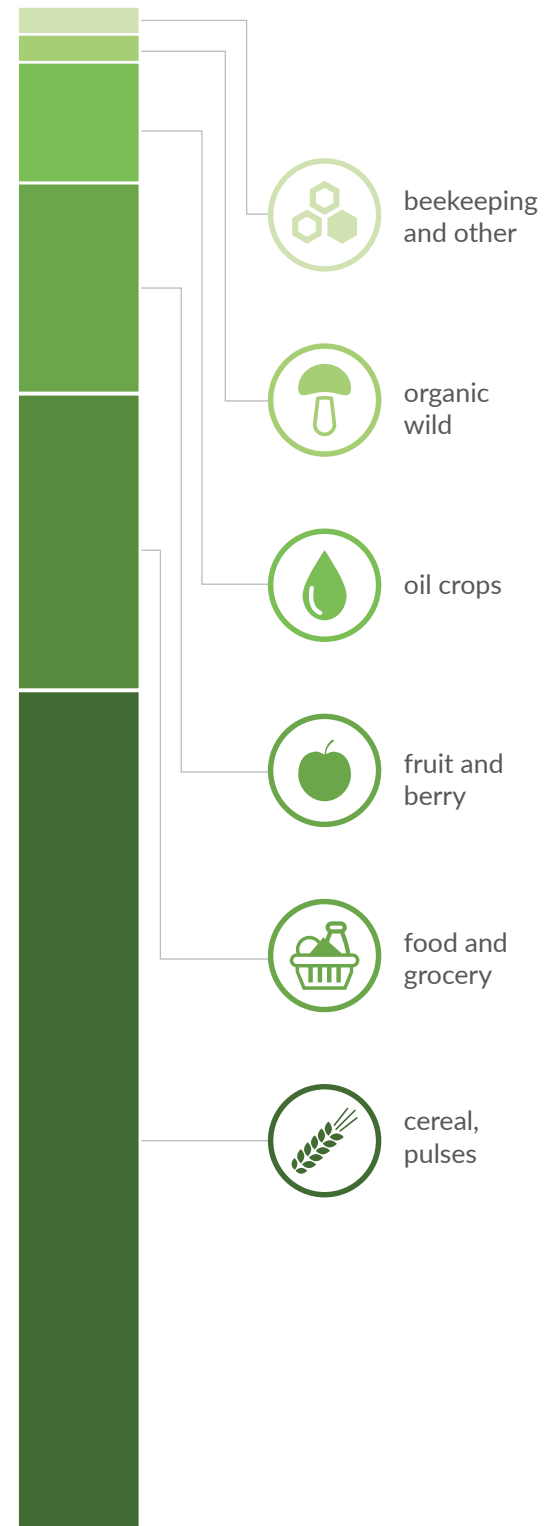 beekeeping
and other
organic
wild
oil crops
fruit and
berry
food and
grocery
cereal,
pulses